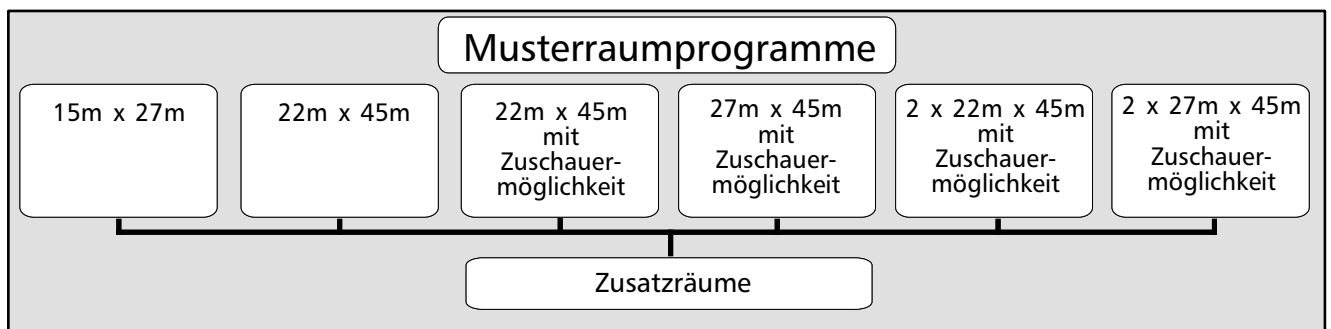 Musterraumprogramme
15m x 27m
22m x 45m
22m x 45m
mit
Zuschauer-
möglichkeit
27m x 45m
mit
Zuschauer-
möglichkeit
2 x 22m x 45m
mit
Zuschauer-
möglichkeit
2 x 27m x 45m
mit
Zuschauer-
möglichkeit
Zusatzräume